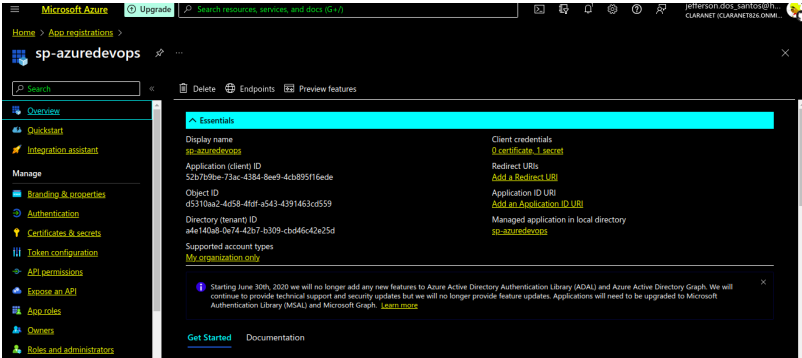 Microsoft Azure
Upgrade
Search resources, services, and docs (G+/)
jefferson.dos_santos@h...
CLARANET (CLARANET826.ONMI...
Home > App registrations >
sp-azuredevops
...
Search
«
Delete
Endpoints
Preview features
Overview
Quickstart
Integration assistant
Manage
Branding & properties
Authentication
Certificates & secrets
Token configuration
API permissions
Expose an API
App roles
Owners
Roles and administrators
Essentials
Display name
sp-azuredevops
Application (client) ID
52b7b9be-73ac-4384-8ee9-4cb895f16ede
Object ID
d5310aa2-4d58-4fdf-a543-4391463cd559
Directory (tenant) ID
a4e140a8-0e74-42b7-b309-cbd46c42e25d
Supported account types
My organization only
Client credentials
0 certificate, 1 secret
Redirect URIs
Add a Redirect URI
Application ID URI
Add an Application ID URI
Managed application in local directory
sp-azuredevops
Starting June 30th, 2020 we will no longer add any new features to Azure Active Directory Authentication Library (ADAL) and Azure Active Directory Graph. We will
continue to provide technical support and security updates but we will no longer provide feature updates. Applications will need to be upgraded to Microsoft
Authentication Library (MSAL) and Microsoft Graph. Learn more
Get Started
Documentation